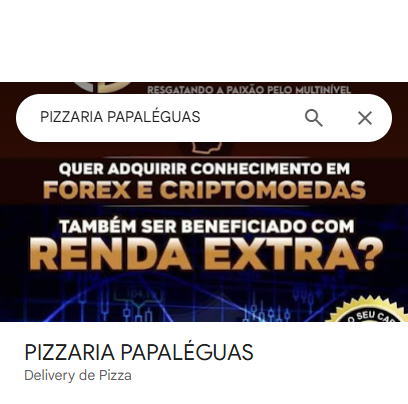 RESGATANDO A PAIXÃO PELO MULTINÍVEL
PIZZARIA PAPALÉGUAS
QUER ADQUIRIR CONHECIMENTO EM
FOREX E CRIPTOMOEDAS
TAMBÉM SER BENEFICIADO COM
RENDA EXTRA?
O SEU
PIZZARIA PAPALÉGUAS
Delivery de Pizza